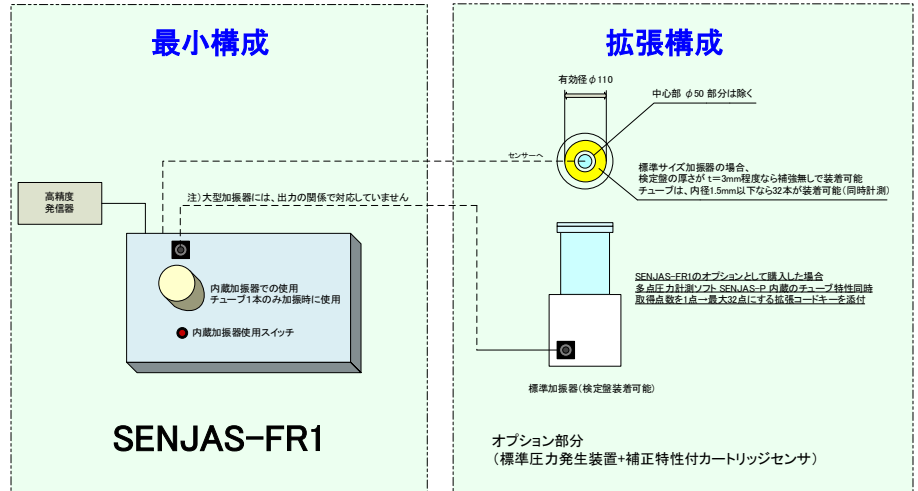 最小構成
高精度
発信器
注)大型加振器には、出力の関係で対応していません
内蔵加振器での使用
チューブ1本のみ加振時に使用
内蔵加振器使用スイッチ
SENJAS-FR1
拡張構成
有効径φ110
中心部 φ50 部分は除く
センサーへ
標準サイズ加振器の場合、
検定盤の厚さが t=3mm程度なら補強無しで装着可能
チューブは、内径1.5mm以下なら32本が装着可能(同時計測)
SENJAS-FR1のオプションとして購入した場合
多点圧力計測ソフト SENJAS-P 内蔵のチューブ特性同時
取得点数を1点→最大32点にする拡張コードキーを添付
標準加振器(検定盤装着可能)
オプション部分
(標準圧力発生装置+補正特性付カートリッジセンサ)